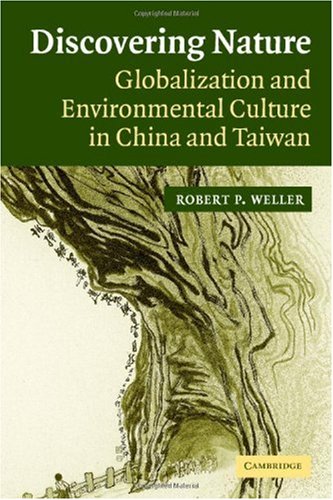 Discovering Nature
Globalization and
Environmental Culture
in China and Taiwan
ROBERT P. WELLER
CAMBRIDGE